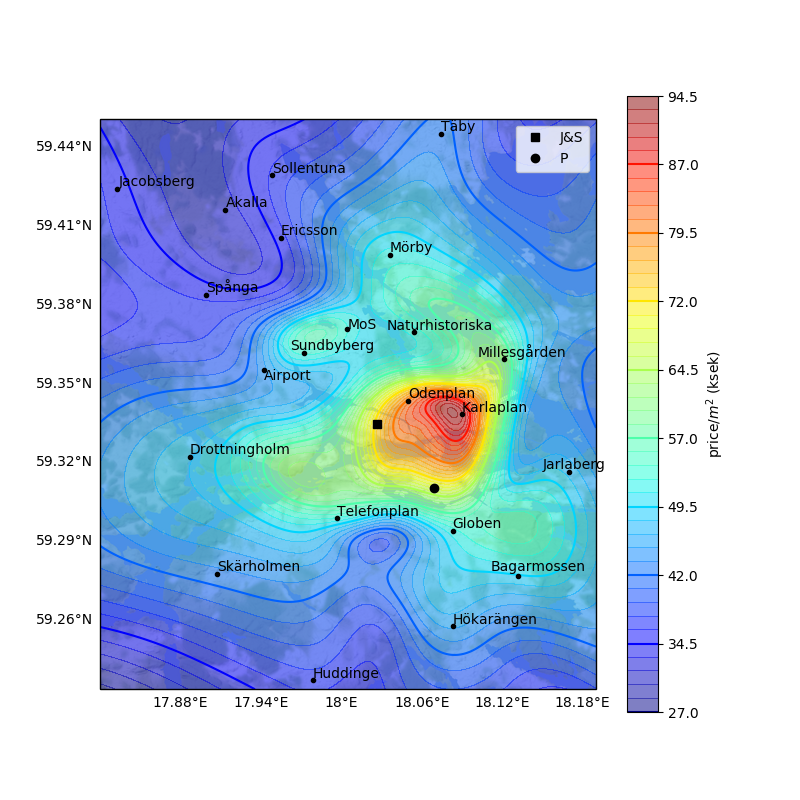 94.5
87.0
79.5
72.0
64.5
57.0
49.5
42.0
34.5
27.0
price/m² (ksek)
J&S
P
59.44°N
59.41°N
59.38°N
59.35°N
59.32°N
59.29°N
59.26°N
17.88°E
17.94°E
18°E
18.06°E
18.12°E
18.18°E
Täby
Sollentuna
Jacobsberg
Akalla
Ericsson
Mörby
Spånga
MoS
Naturhistoriska
Sundbyberg
Millesgården
Airport
Odenplan
Karlaplan
Drottningholm
Jarlaberg
Telefonplan
Globen
Skärholmen
Bagarmossen
Hökarängen
Huddinge